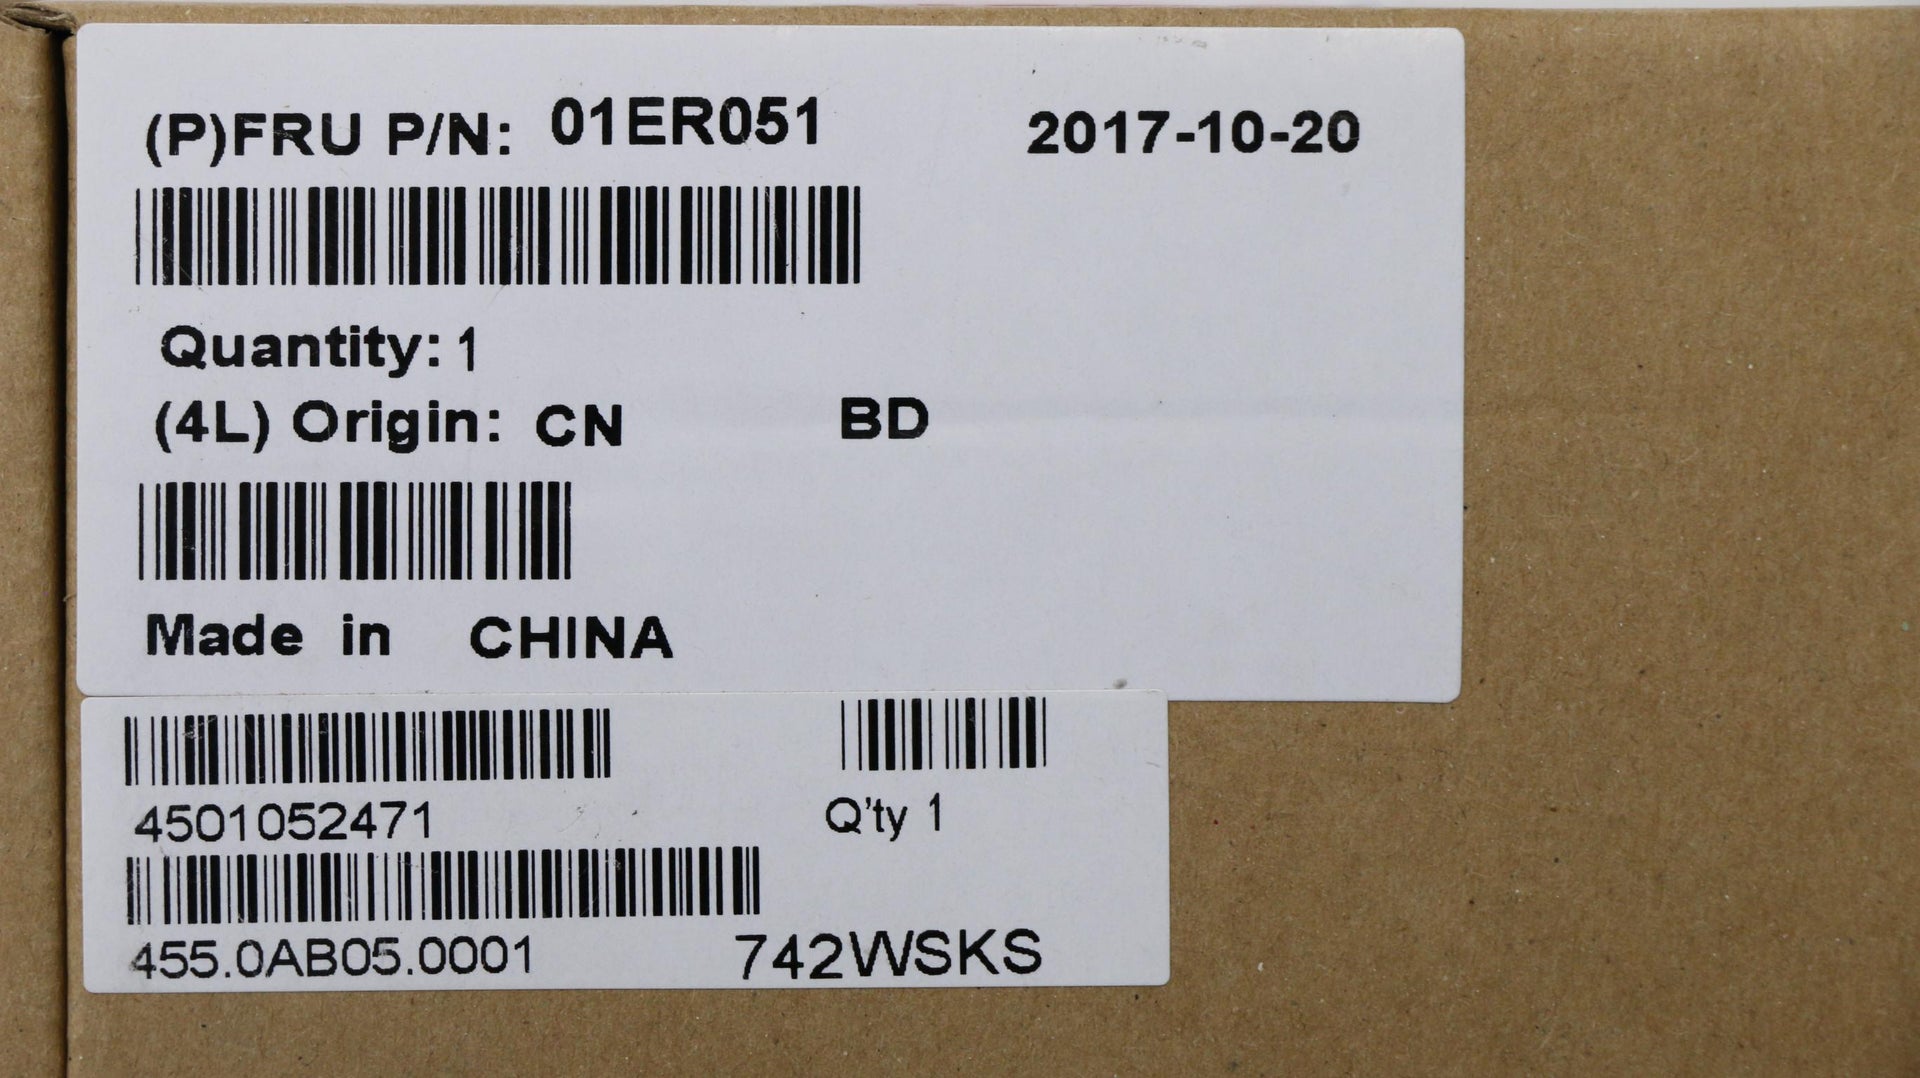 (P)FRU P/N: 01ER051 2017-10-20
Quantity: 1
(4L) Origin: CN BD
Made in CHINA
4501052471 Q'ty 1
455.0AB05.0001 742WSKS